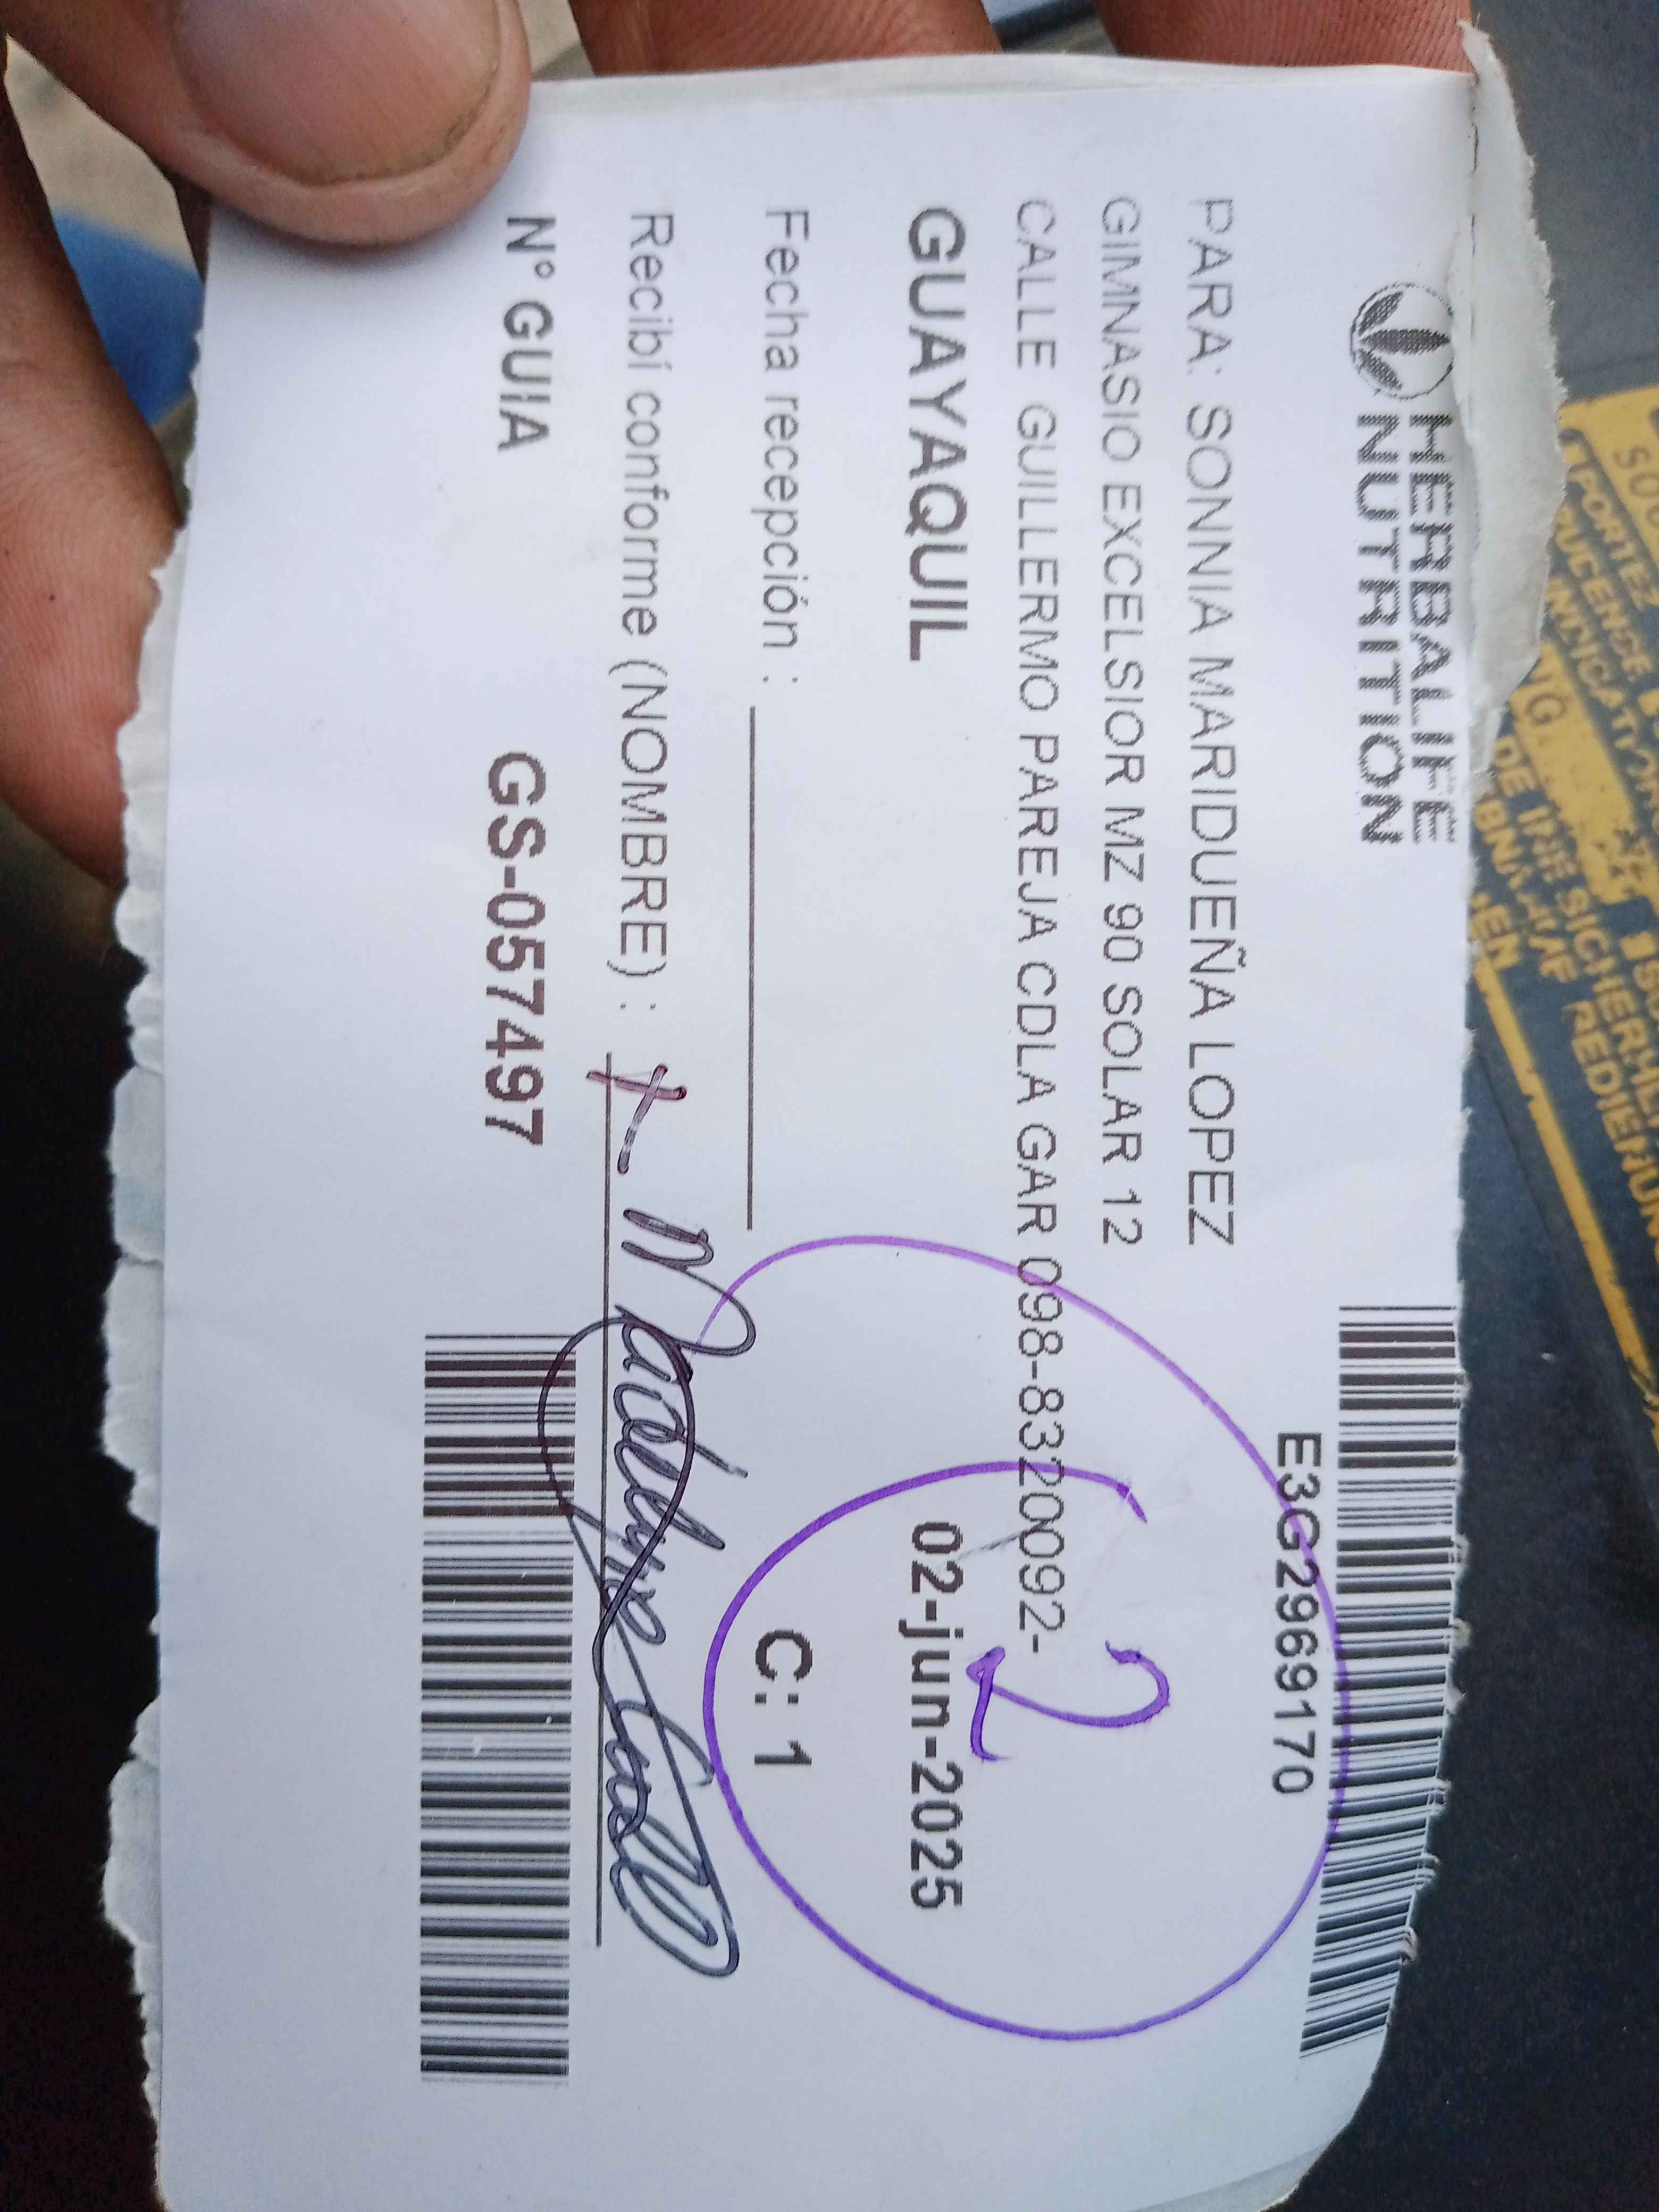 HERBALIFE
NUTRITION
E3G2969170
PARA: SONNIA MARIDUEÑA LOPEZ
GIMNASIO EXCELSIOR MZ 90 SOLAR 12
2
CALLE GUILLERMO PAREJA CDLA GAR 098-8320092-
GUAYAQUIL
02-jun-2025
Fecha recepción :
C: 1
Recibí conforme (NOMBRE) : x
N° GUIA GS-057497